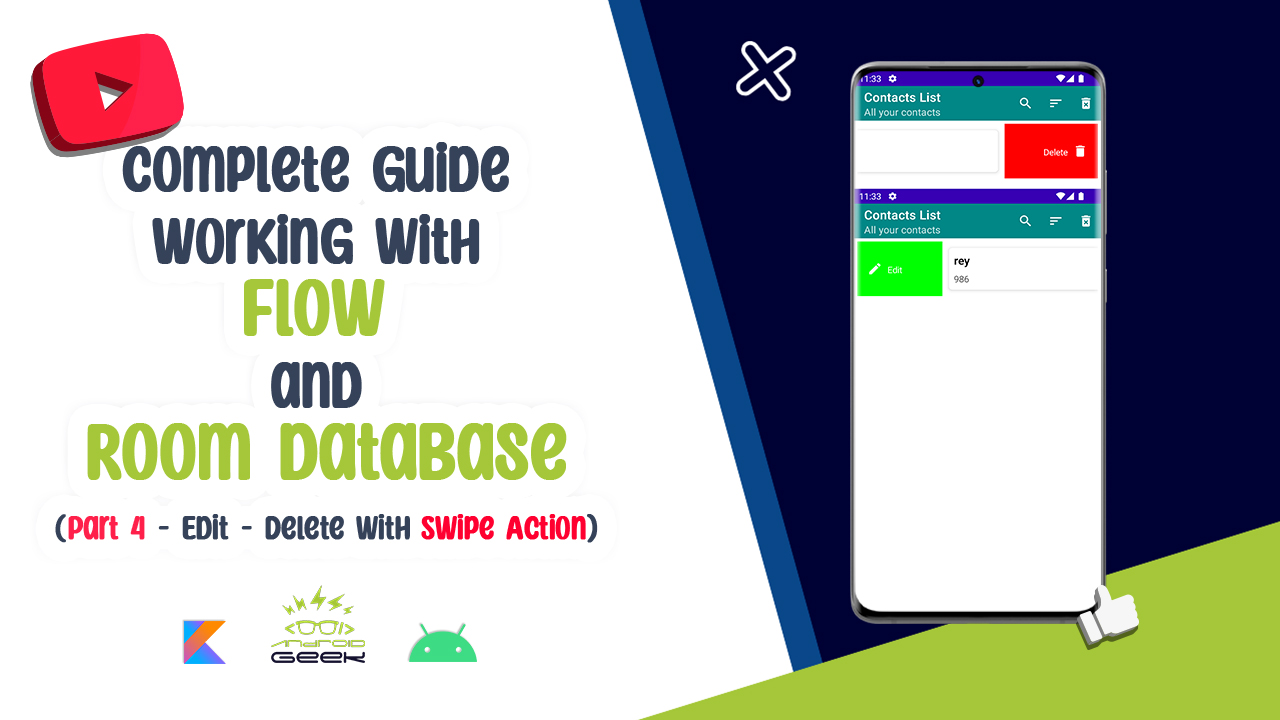 Complete Guide
Working With
Flow
and
Room Database
(Part 4 - Edit - Delete With Swipe Action)
Android
GEEK
11:33
Contacts List
All your contacts
Delete
11:33
Contacts List
All your contacts
Edit
rey
986